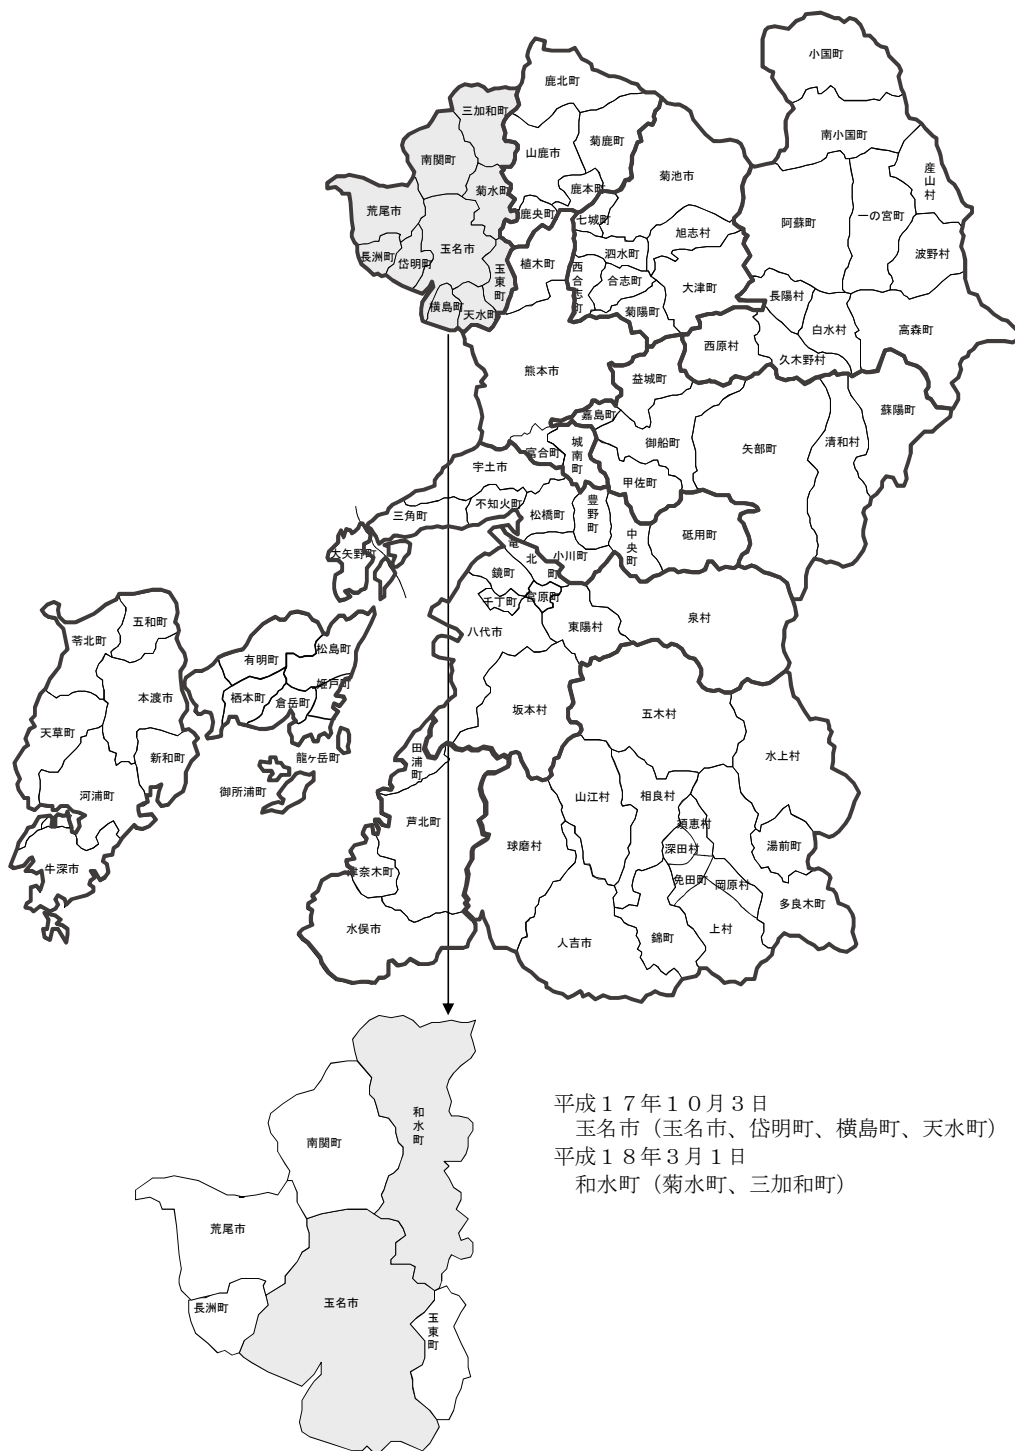 小国町
鹿北町
三加和町
南小国町
山鹿市
菊鹿町
南関町
産山村
菊池市
菊水町
鹿本町
荒尾市
鹿央町
七城町
阿蘇町
一の宮町
旭志村
玉名市
長洲町
岱明町
泗水町
波野村
植木町
西合志町
合志町
玉東町
大津町
長陽村
横島町
天水町
菊陽町
白水村
高森町
西原村
久木野村
熊本市
益城町
蘇陽町
嘉島町
城南町
御船町
矢部町
清和村
富合町
宇土市
甲佐町
不知火町
三角町
松橋町
豊野町
中央町
砥用町
大矢野町
竜北町
小川町
鏡町
宮原町
千丁町
八代市
東陽村
泉村
五和町
苓北町
松島町
有明町
姫戸町
本渡市
栖本町
倉岳町
坂本村
五木村
天草町
新和町
龍ヶ岳町
田浦町
水上村
河浦町
御所浦町
山江村
相良村
芦北町
須恵村
球磨村
深田村
湯前町
牛深市
津奈木町
免田町
岡原村
多良木町
水俣市
人吉市
錦町
上村
和水町
南関町
荒尾市
長洲町
玉名市
玉東町
平成１７年１０月３日
玉名市（玉名市、岱明町、横島町、天水町）
平成１８年３月１日
和水町（菊水町、三加和町）